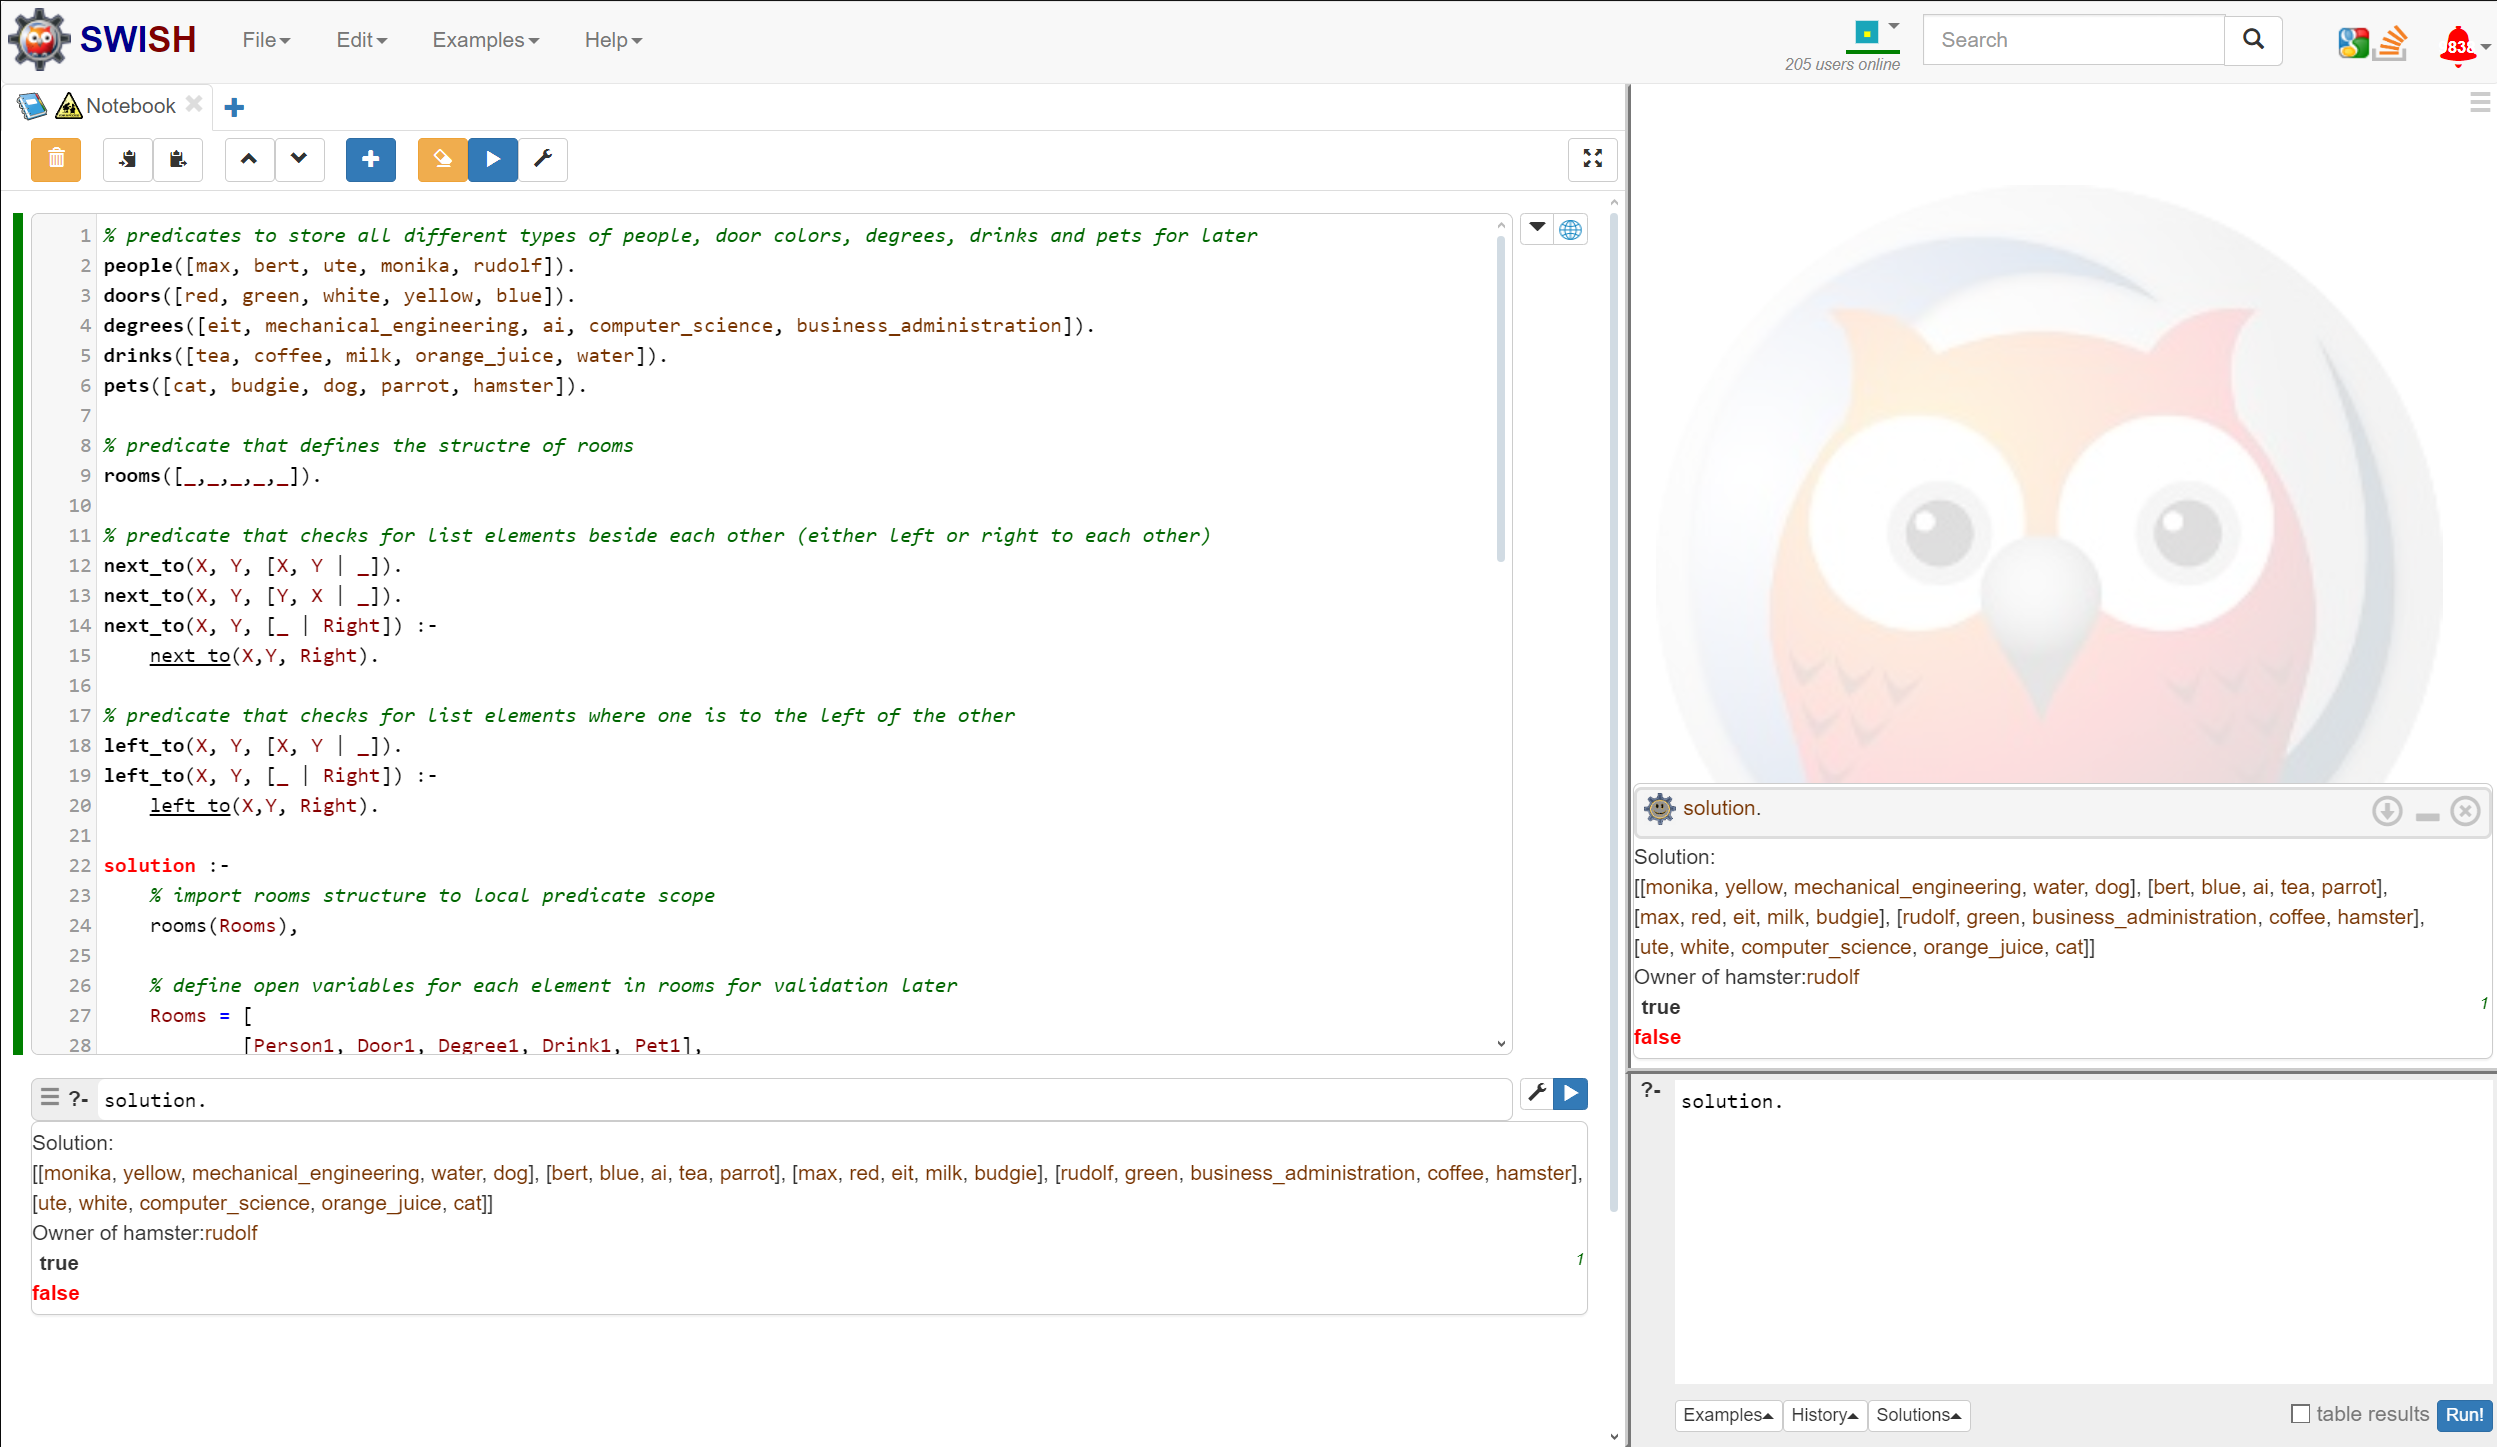 SWISH File Edit Examples Help
205 users online
Search
838
Notebook
1 % predicates to store all different types of people, door colors, degrees, drinks and pets for later
2 people([max, bert, ute, monika, rudolf]).
3 doors([red, green, white, yellow, blue]).
4 degrees([eit, mechanical_engineering, ai, computer_science, business_administration]).
5 drinks([tea, coffee, milk, orange_juice, water]).
6 pets([cat, budgie, dog, parrot, hamster]).
7
8 % predicate that defines the structre of rooms
9 rooms([_,_,_,_,_]).
10
11 % predicate that checks for list elements beside each other (either left or right to each other)
12 next_to(X, Y, [X, Y | _]).
13 next_to(X, Y, [Y, X | _]).
14 next_to(X, Y, [_ | Right]) :-
15 next_to(X,Y, Right).
16
17 % predicate that checks for list elements where one is to the left of the other
18 left_to(X, Y, [X, Y | _]).
19 left_to(X, Y, [_ | Right]) :-
20 left_to(X,Y, Right).
21
22 solution :-
23 % import rooms structure to local predicate scope
24 rooms(Rooms),
25
26 % define open variables for each element in rooms for validation later
27 Rooms = [
28 [Person1, Door1, Degree1, Drink1, Pet1],
?- solution.
Solution:
[[monika, yellow, mechanical_engineering, water, dog], [bert, blue, ai, tea, parrot], [max, red, eit, milk, budgie], [rudolf, green, business_administration, coffee, hamster],
[ute, white, computer_science, orange_juice, cat]]
Owner of hamster:rudolf
true 1
false
solution.
Solution:
[[monika, yellow, mechanical_engineering, water, dog], [bert, blue, ai, tea, parrot],
[max, red, eit, milk, budgie], [rudolf, green, business_administration, coffee, hamster],
[ute, white, computer_science, orange_juice, cat]]
Owner of hamster:rudolf
true 1
false
?- solution.
Examples History Solutions table results Run!